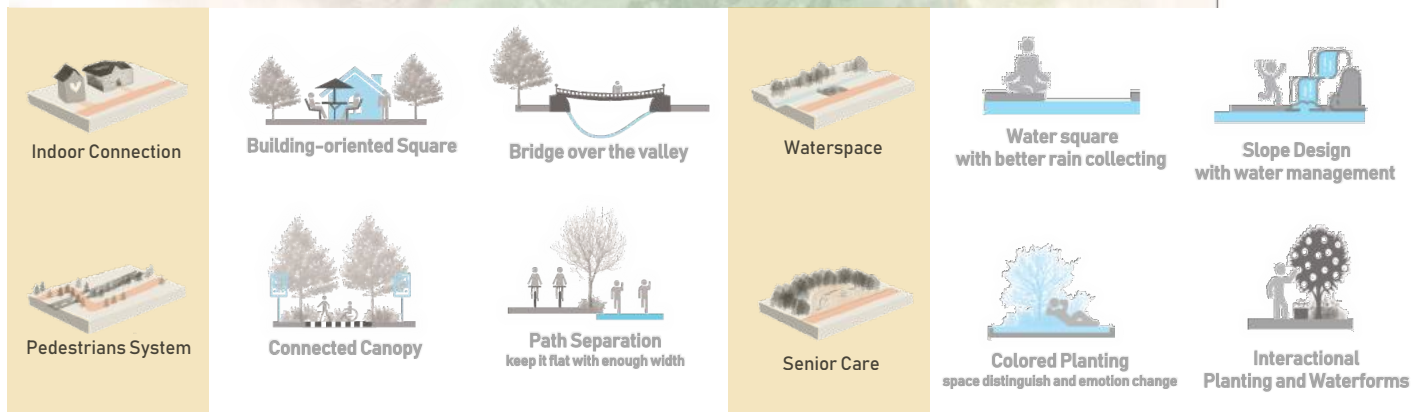 Indoor Connection
Building-oriented Square
Bridge over the valley
Waterspace
Water square
with better rain collecting
Slope Design
with water management
Pedestrians System
Connected Canopy
Path Separation
keep it flat with enough width
Senior Care
Colored Planting
space distinguish and emotion change
Interactional
Planting and Waterforms